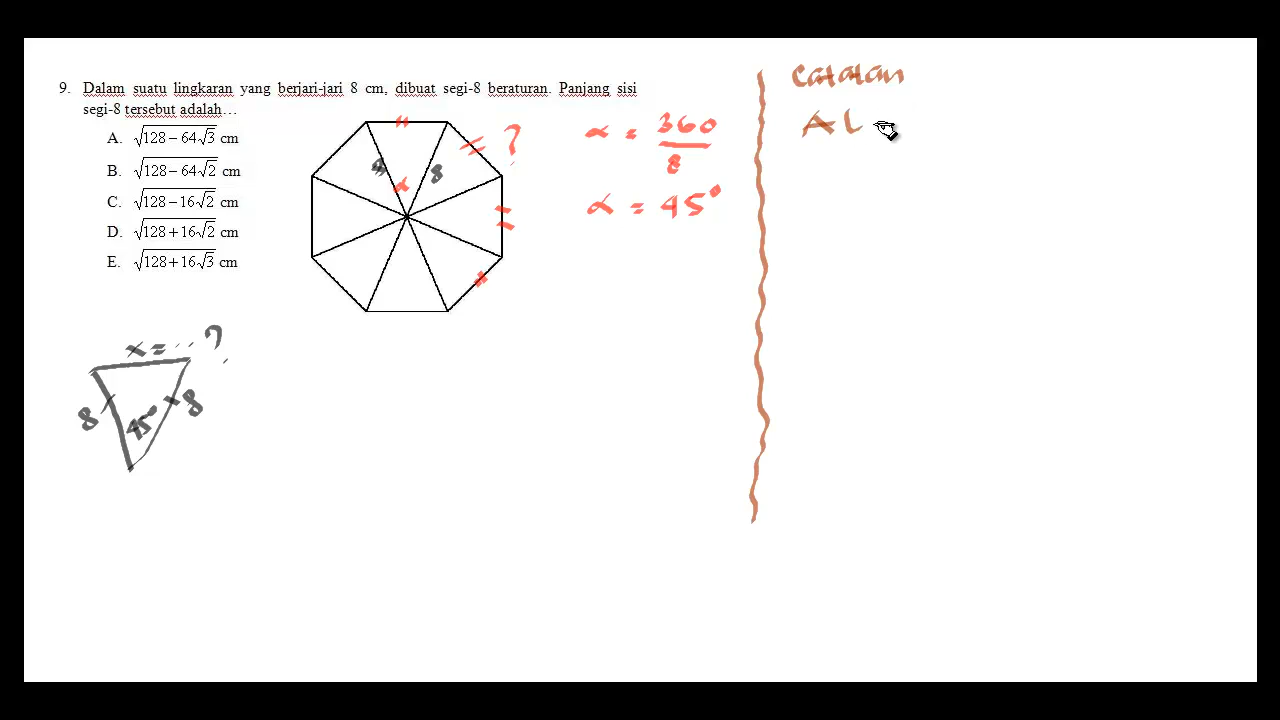 9. Dalam suatu lingkaran yang berjari-jari 8 cm, dibuat segi-8 beraturan. Panjang sisi
segi-8 tersebut adalah…
A. √(128 − 64√3) cm
B. √(128 − 64√2) cm
C. √(128 − 16√2) cm
D. √(128 + 16√2) cm
E. √(128 + 16√3) cm
8 8
α
= ?
α = 360/8
α = 45°
x = ... ?
8 45° 8
Catatan
AL